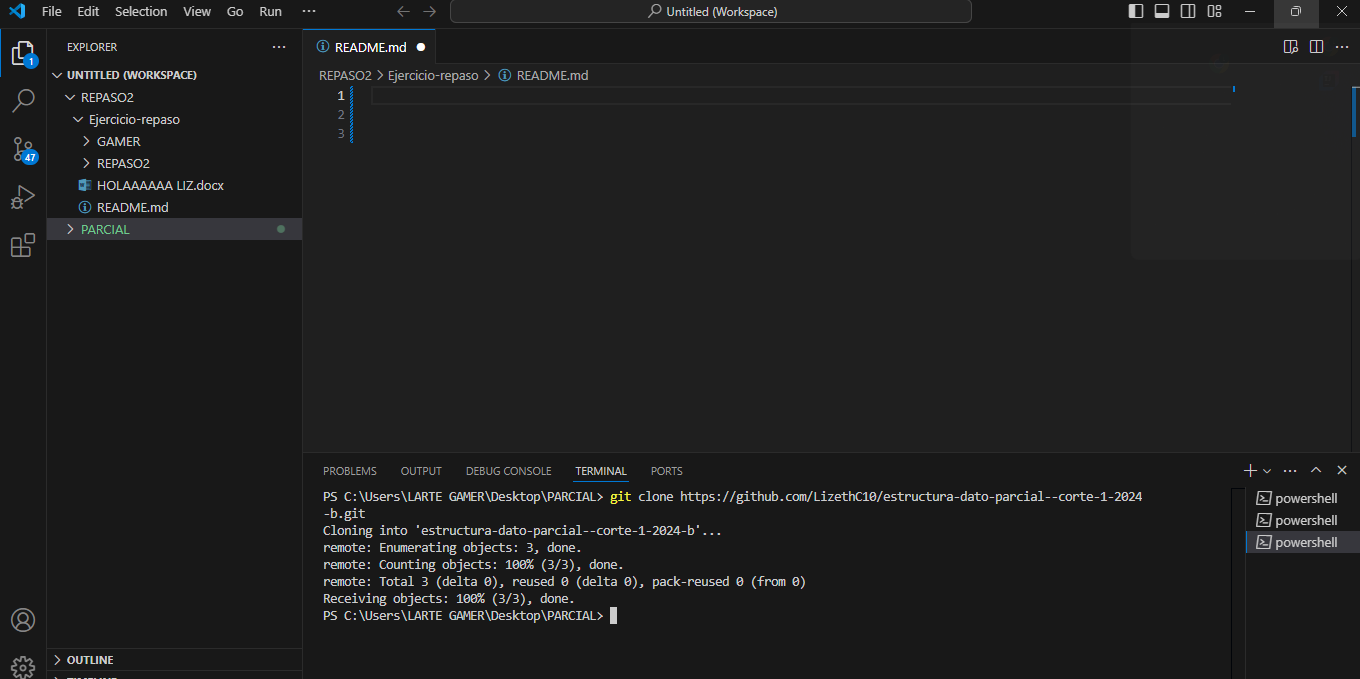 File Edit Selection View Go Run ···
Untitled (Workspace)
EXPLORER
README.md
1
UNTITLED (WORKSPACE)
REPASO2 > Ejercicio-repaso > README.md
REPASO2
Ejercicio-repaso
GAMER
REPASO2
47
HOLAAAAAA LIZ.docx
README.md
PARCIAL
1
2
3
PROBLEMS OUTPUT DEBUG CONSOLE TERMINAL PORTS
PS C:\Users\LARTE GAMER\Desktop\PARCIAL> git clone https://github.com/LizethC10/estructura-dato-parcial--corte-1-2024
-b.git
Cloning into 'estructura-dato-parcial--corte-1-2024-b'...
remote: Enumerating objects: 3, done.
remote: Counting objects: 100% (3/3), done.
remote: Total 3 (delta 0), reused 0 (delta 0), pack-reused 0 (from 0)
Receiving objects: 100% (3/3), done.
PS C:\Users\LARTE GAMER\Desktop\PARCIAL>
powershell
powershell
powershell
OUTLINE